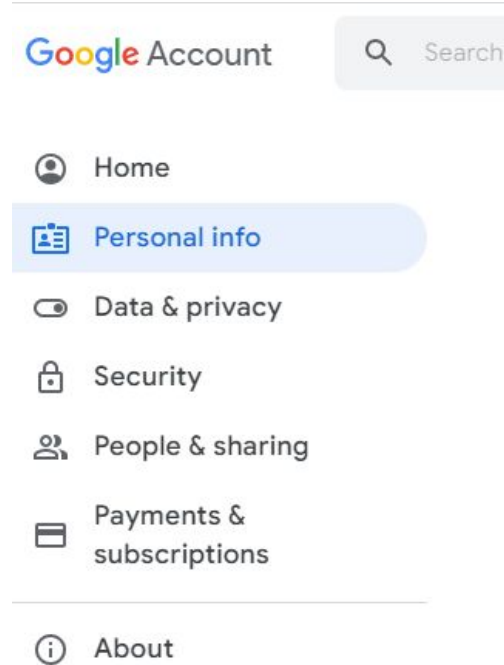 Google Account
Search
Home
Personal info
Data & privacy
Security
People & sharing
Payments &
subscriptions
About